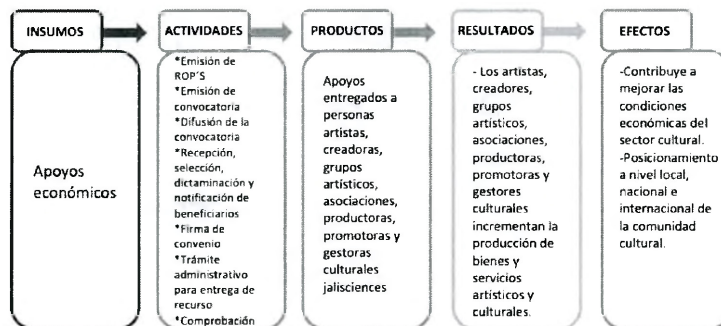 INSUMOS
Apoyos
económicos
ACTIVIDADES
*Emisión de
ROP´S
*Emisión de
convocatoria
*Difusión de la
convocatoria
*Recepción,
selección,
dictaminación y
notificación de
beneficiarios
*Firma de
convenio
*Trámite
administrativo
para entrega de
recurso
*Comprobación
PRODUCTOS
Apoyos
entregados a
personas
artistas,
creadoras,
grupos
artísticos,
asociaciones,
productoras,
promotoras y
gestoras
culturales
jalisciences
RESULTADOS
- Los artistas,
creadores,
grupos
artísticos,
asociaciones,
productoras,
promotoras y
gestores
culturales
incrementan la
producción de
bienes y
servicios
artísticos y
culturales.
EFECTOS
-Contribuye a
mejorar las
condiciones
económicas del
sector cultural.
-Posicionamiento
a nivel local,
nacional e
internacional de
la comunidad
cultural.